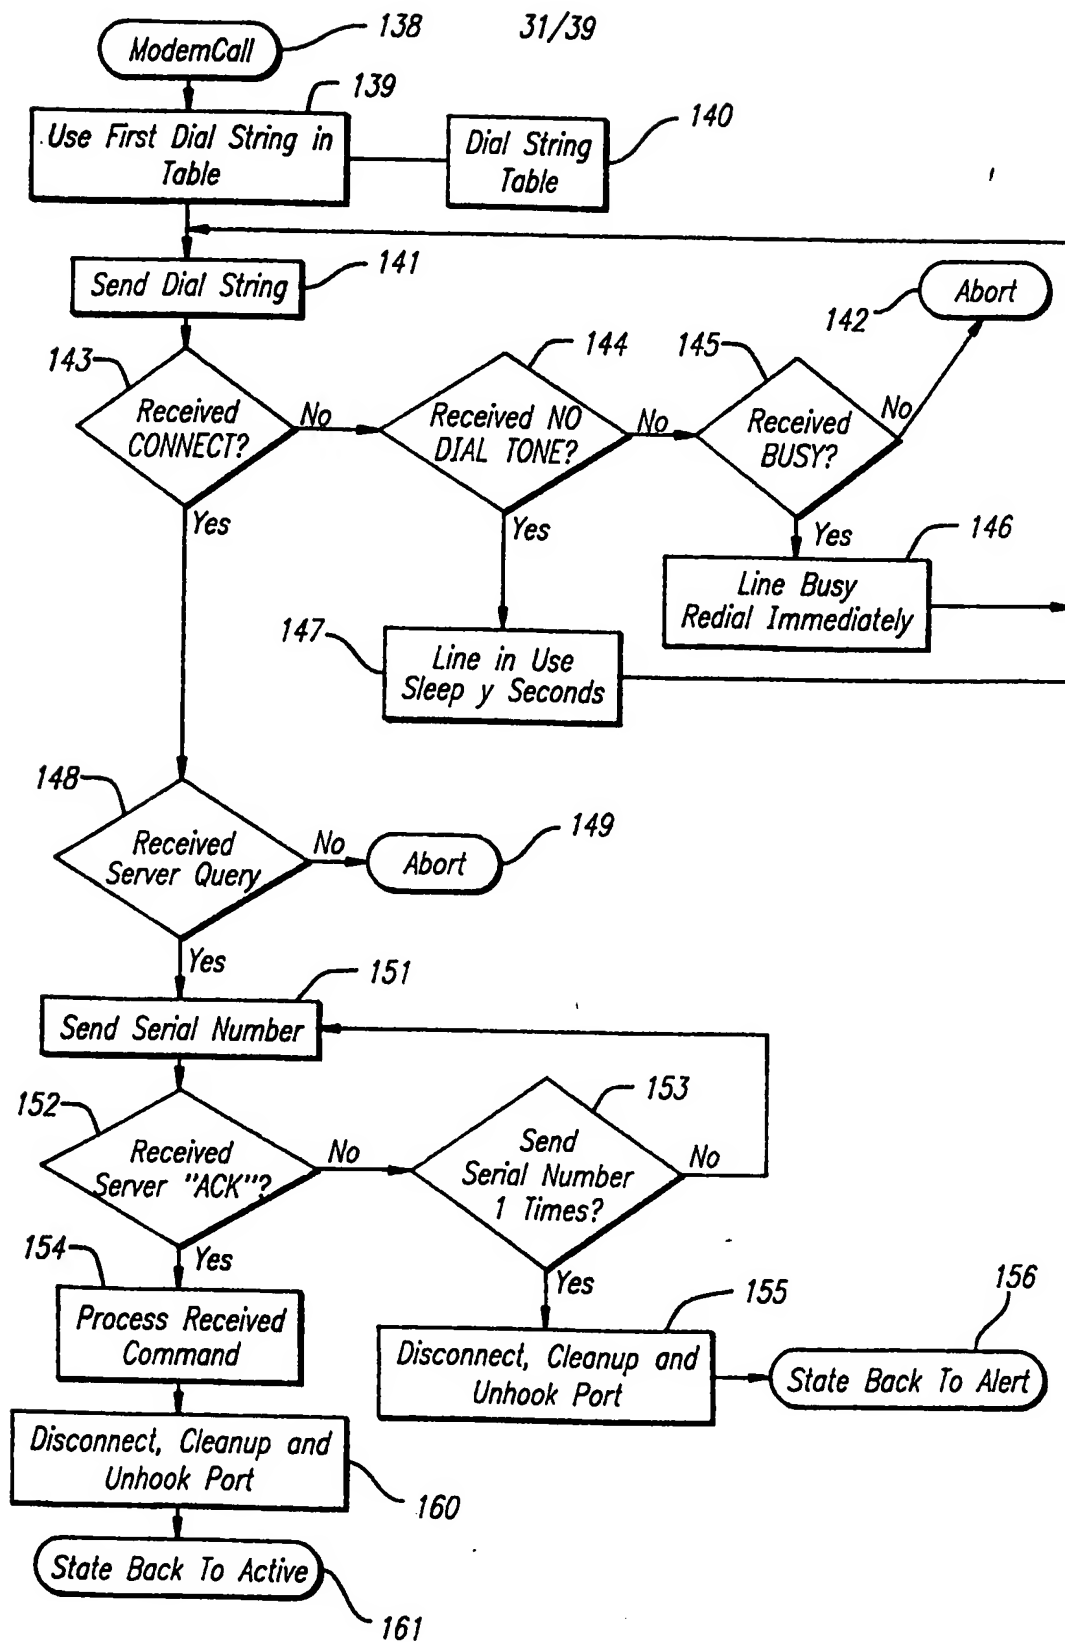 138
31/39
ModemCall
139
Use First Dial String in
Table
140
Dial String
Table
141
Send Dial String
142
Abort
143
Received
CONNECT?
No
144
Received NO
DIAL TONE?
No
145
Received
BUSY?
No
Yes
Yes
Yes
146
Line Busy
Redial Immediately
147
Line in Use
Sleep y Seconds
148
Received
Server Query
No
149
Abort
Yes
151
Send Serial Number
152
Received
Server "ACK"?
No
153
Send
Serial Number
1 Times?
No
154
Yes
Yes
Process Received
Command
155
Disconnect, Cleanup and
Unhook Port
156
State Back To Alert
Disconnect, Cleanup and
Unhook Port
160
State Back To Active
161